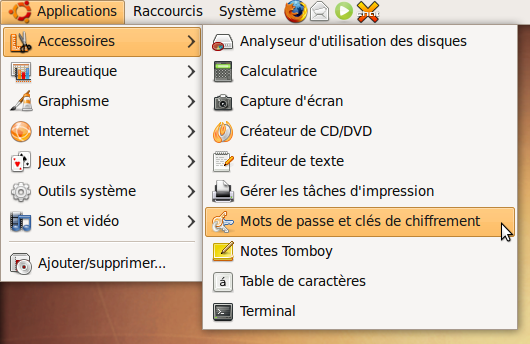 Applications Raccourcis Système
Accessoires
Bureautique
Graphisme
Internet
Jeux
Outils système
Son et vidéo
Ajouter/supprimer...
Analyseur d'utilisation des disques
Calculatrice
Capture d'écran
Créateur de CD/DVD
Éditeur de texte
Gérer les tâches d'impression
Mots de passe et clés de chiffrement
Notes Tomboy
Table de caractères
Terminal